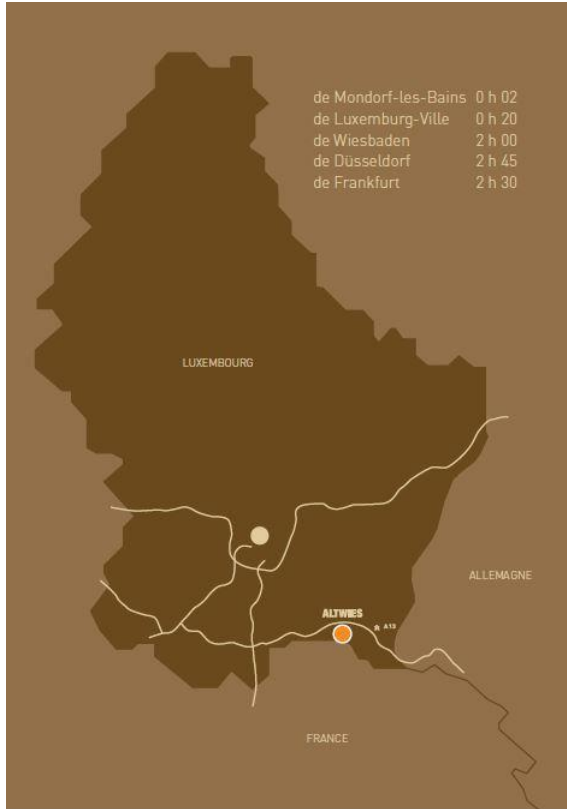 de Mondorf-les-Bains 0 h 02
de Luxemburg-Ville 0 h 20
de Wiesbaden 2 h 00
de Düsseldorf 2 h 45
de Frankfurt 2 h 30
LUXEMBOURG
ALLEMAGNE
ALTWIES
A13
FRANCE